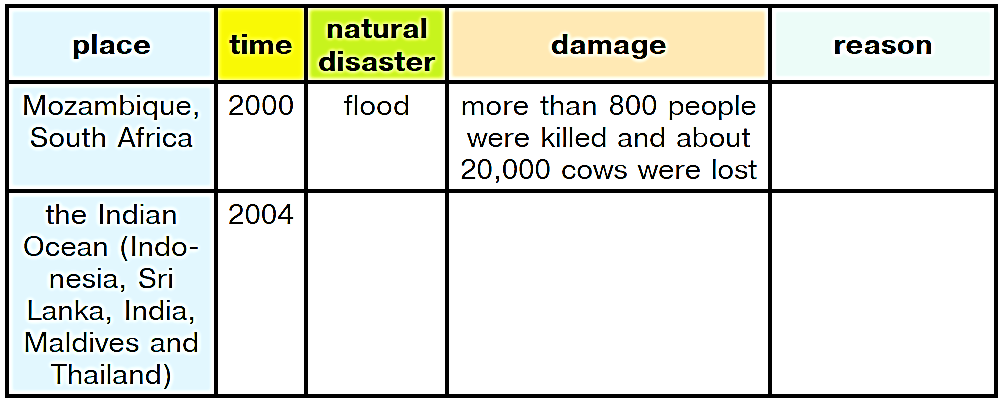 place
time
natural
disaster
damage
reason
Mozambique,
South Africa
2000
flood
more than 800 people
were killed and about
20,000 cows were lost
the Indian
Ocean (Indo-
nesia, Sri
Lanka, India,
Maldives and
Thailand)
2004